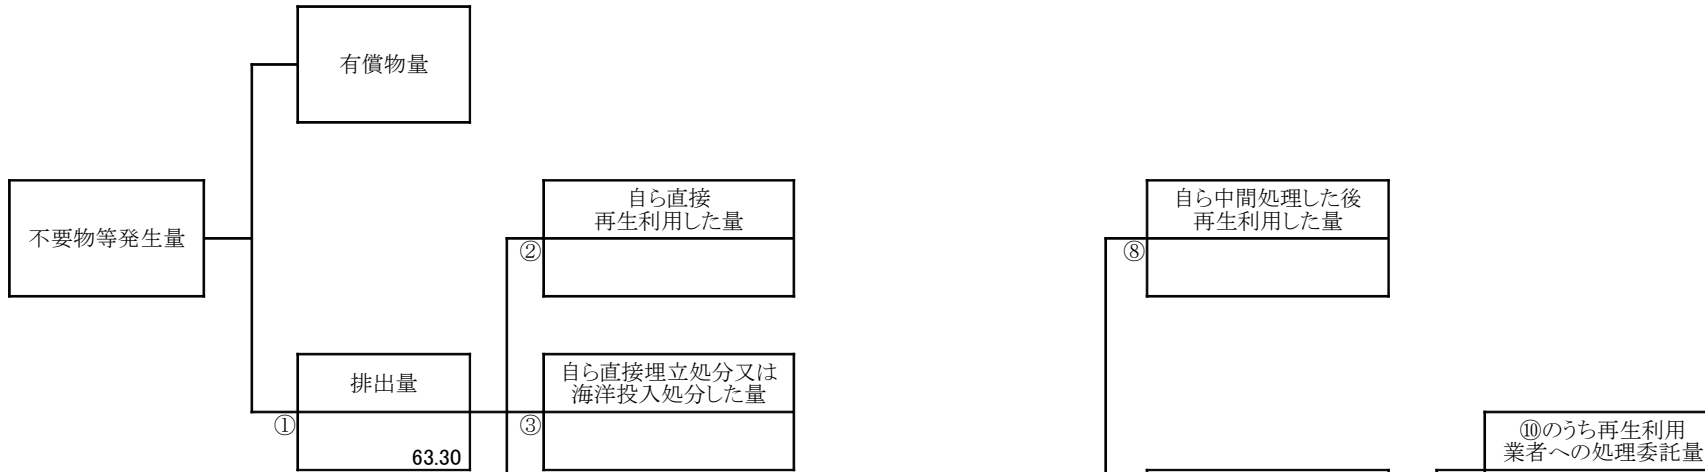 有償物量
不要物等発生量
自ら直接
再生利用した量
②
自ら中間処理した後
再生利用した量
⑧
排出量
①
63.30
自ら直接埋立処分又は
海洋投入処分した量
③
⑩のうち再生利用
業者への処理委託量